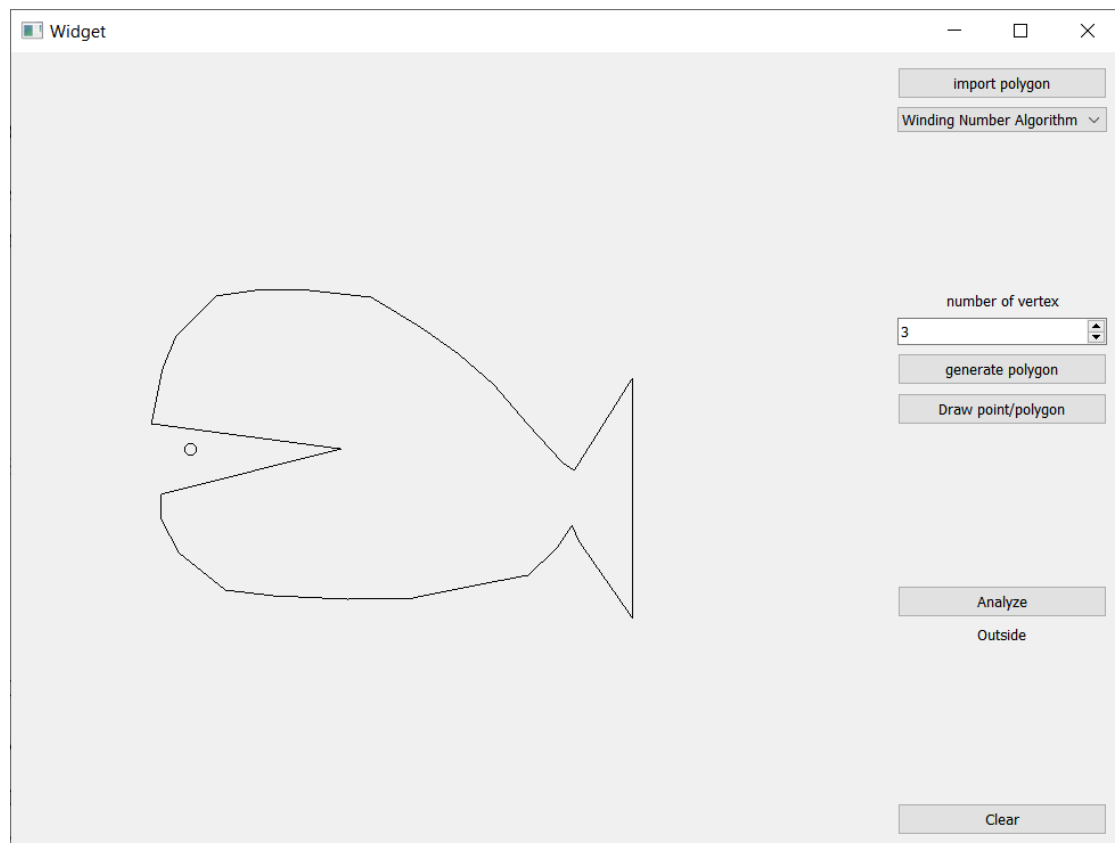 Widget
import polygon
Winding Number Algorithm
number of vertex
3
generate polygon
Draw point/polygon
Analyze
Outside
Clear